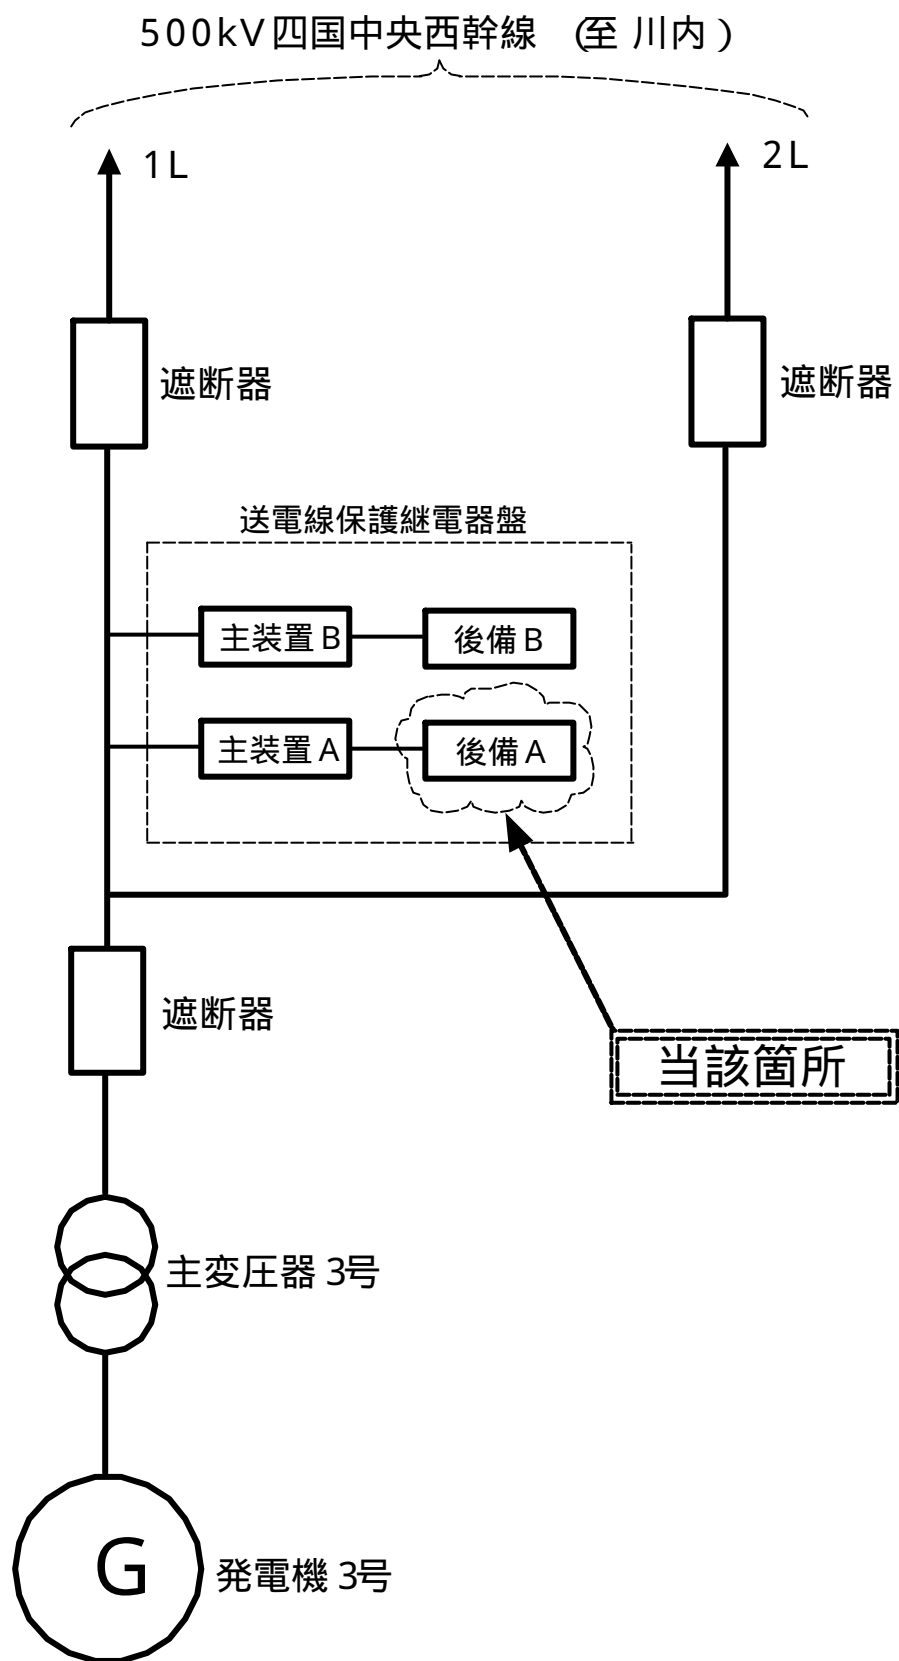 500kV四国中央西幹線 (至 川内)
1L
2L
遮断器
遮断器
送電線保護継電器盤
主装置B
後備B
主装置A
後備A
遮断器
当該箇所
主変圧器 3号
G
発電機 3号